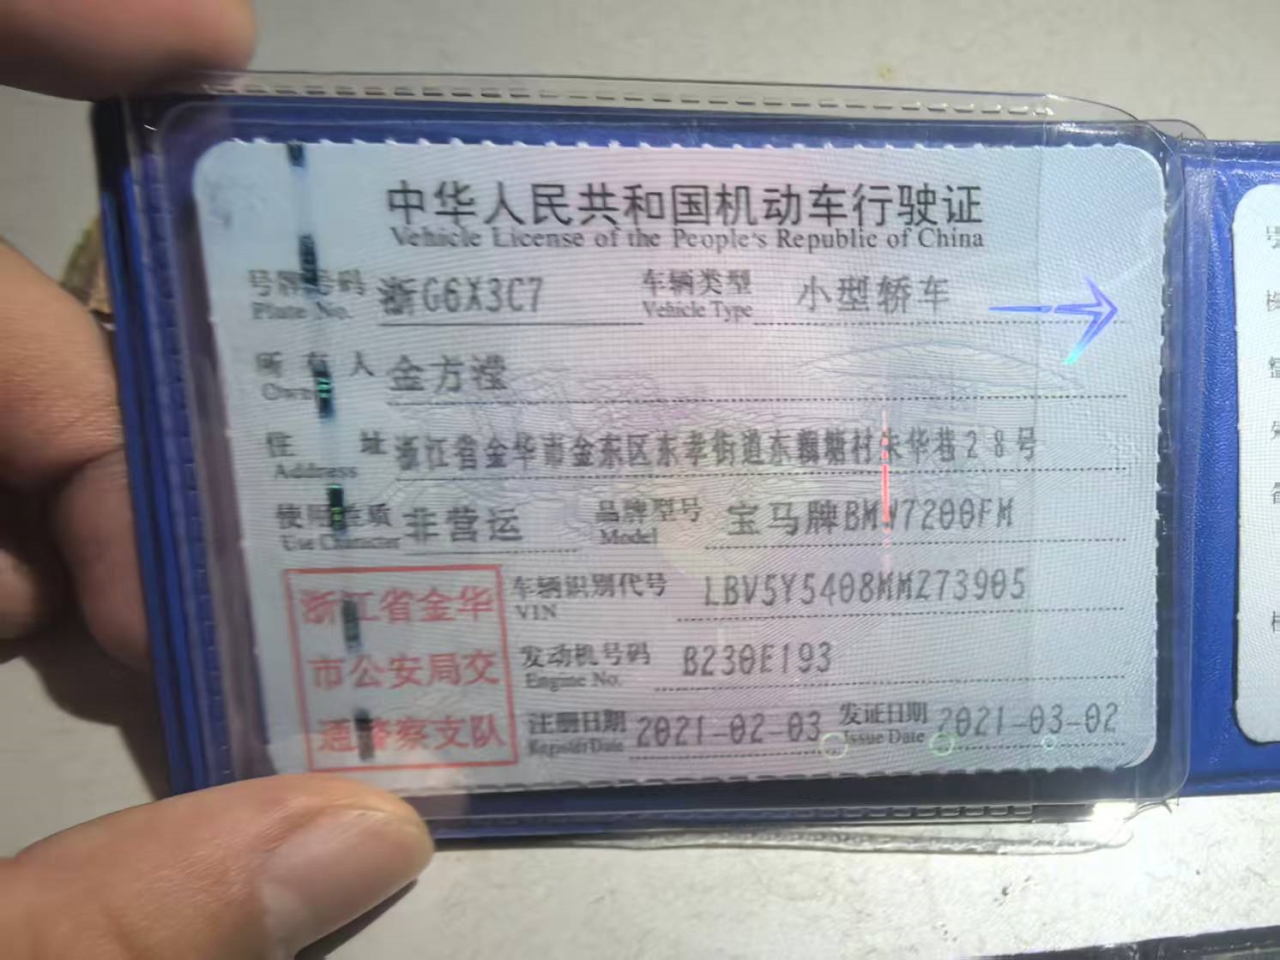 中华人民共和国机动车行驶证
Vehicle License of the People's Republic of China
号牌号码 浙G6X3C7 车辆类型 小型轿车
Plate No. Vehicle Type
所有人 金方滢
Owner
住址 浙江省金华市金东区东孝街道东藕塘村朱华巷28号
Address
使用性质 非营运 品牌型号 宝马牌BMW7200FM
Use Character Model
浙江省金华 车辆识别代号 LBV5Y5408MMZ73905
VIN
市公安局交 发动机号码 B230E193
Engine No.
通警察支队 注册日期 2021-02-03 发证日期 2021-03-02
Register Date Issue Date